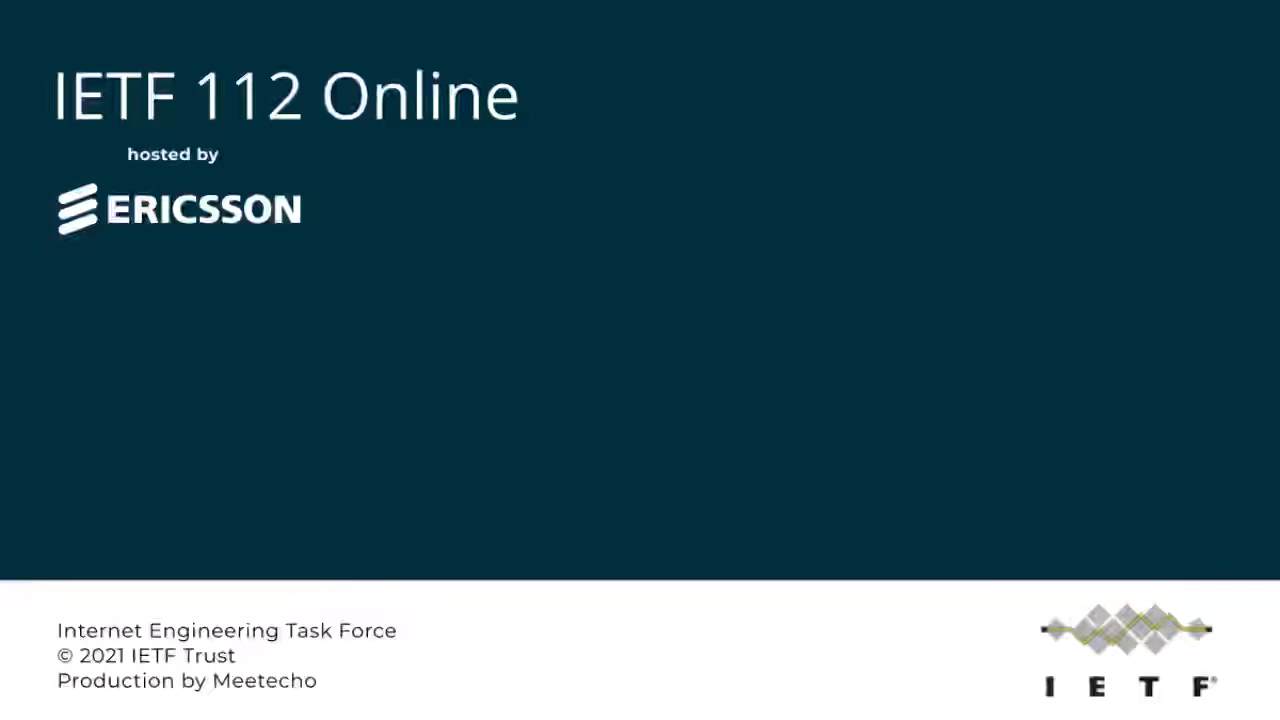 IETF 112 Online
hosted by
ERICSSON
Internet Engineering Task Force
© 2021 IETF Trust
Production by Meetecho
I E T F®